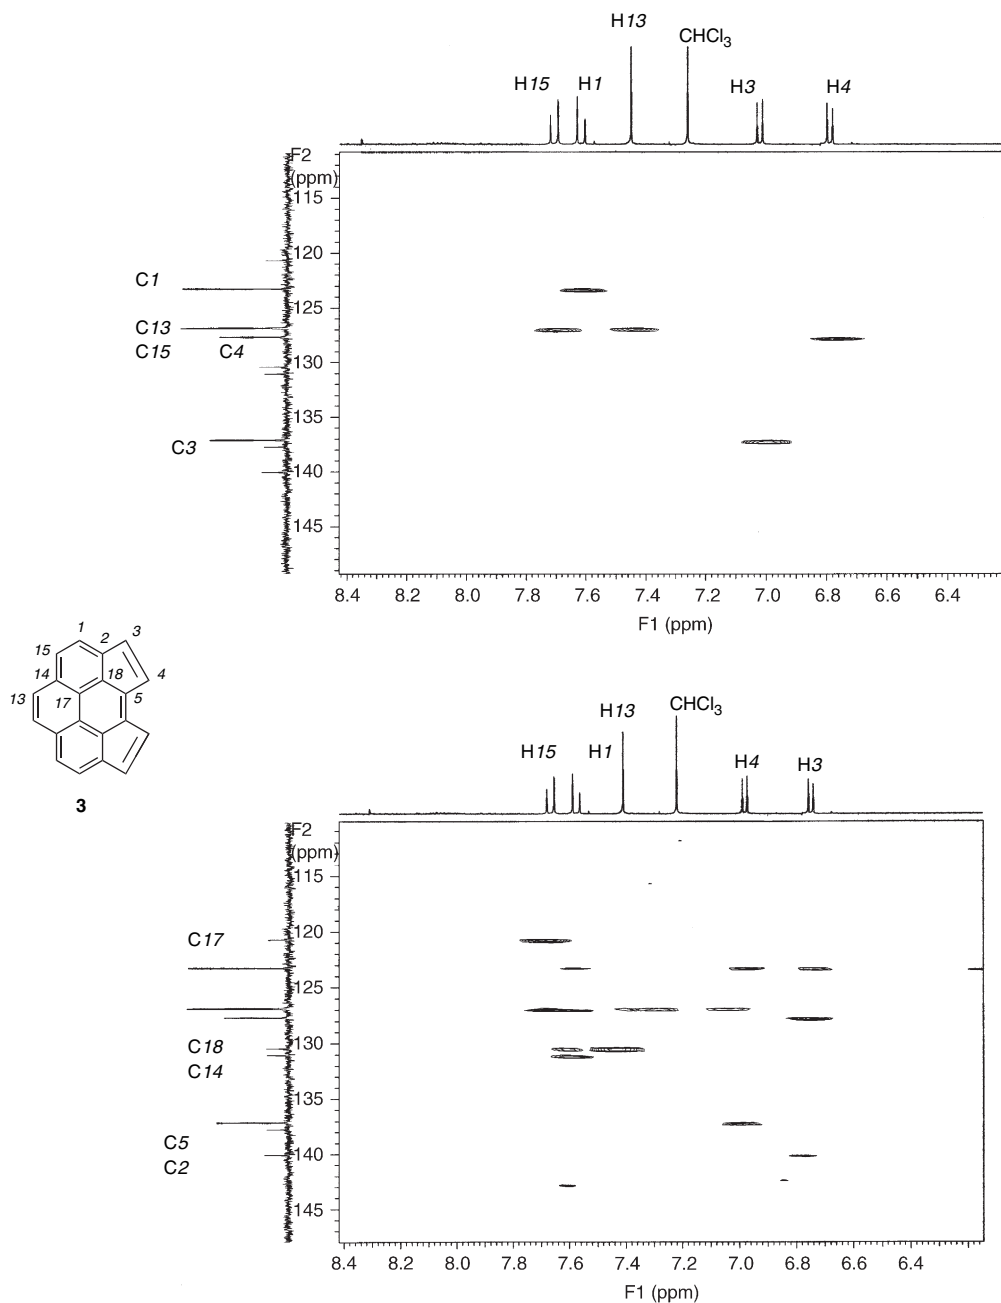 H13
CHCl3
H15 H1 H3 H4
F2
(ppm)
115
120
C1
125
C13
C15 C4
130
135
C3
140
145
8.4 8.2 8.0 7.8 7.6 7.4 7.2 7.0 6.8 6.6 6.4
F1 (ppm)
1 2 3
15
14 18 4
13 17 5
3
H13 CHCl3
H15 H1 H4 H3
F2
(ppm)
115
C17 120
125
C18 130
C14
135
C5 140
C2
145
8.4 8.2 8.0 7.8 7.6 7.4 7.2 7.0 6.8 6.6 6.4
F1 (ppm)